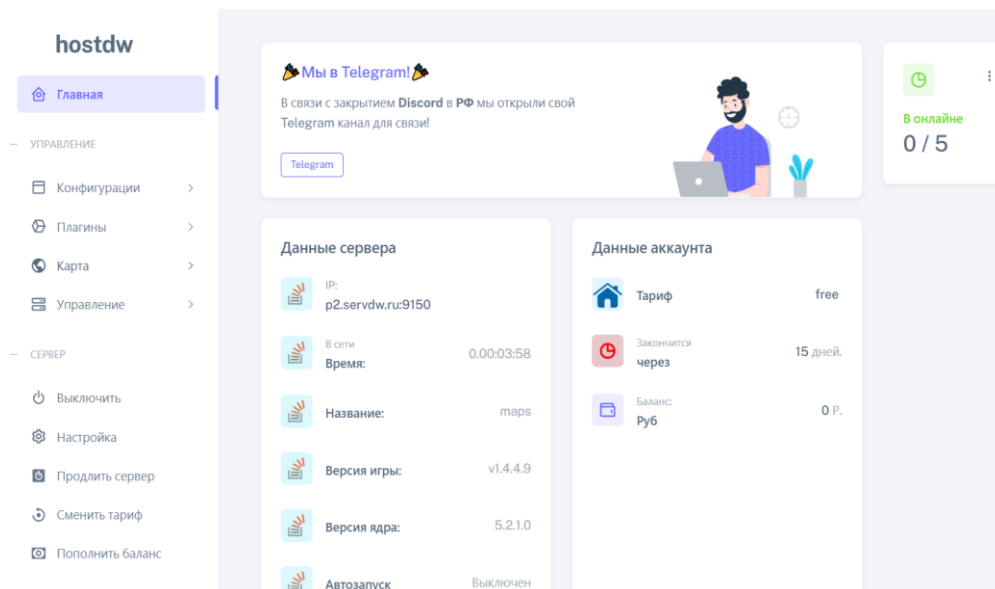 hostdw
Главная
УПРАВЛЕНИЕ
Конфигурации
Плагины
Карта
Управление
СЕРВЕР
Выключить
Настройка
Продлить сервер
Сменить тариф
Пополнить баланс
Мы в Telegram!
В связи с закрытием Discord в РФ мы открыли свой
Telegram канал для связи!
Telegram
В онлайне
0 / 5
Данные сервера
IP:
p2.servdw.ru:9150
В сети
Время: 0.00:03:58
Название: maps
Версия игры: v1.4.4.9
Версия ядра: 5.2.1.0
Автозапуск Выключен
Данные аккаунта
Тариф free
Закончится
через 15 дней.
Баланс:
Руб 0 Р.